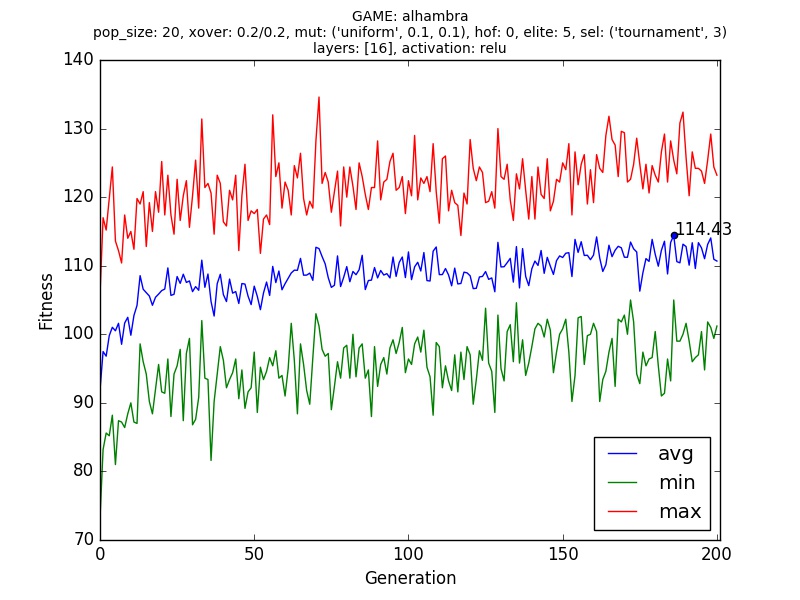 GAME: alhambra
pop_size: 20, xover: 0.2/0.2, mut: ('uniform', 0.1, 0.1), hof: 0, elite: 5, sel: ('tournament', 3)
layers: [16], activation: relu
140
130
120
110
100
90
80
70
Fitness
114.43
avg
min
max
0 50 100 150 200
Generation